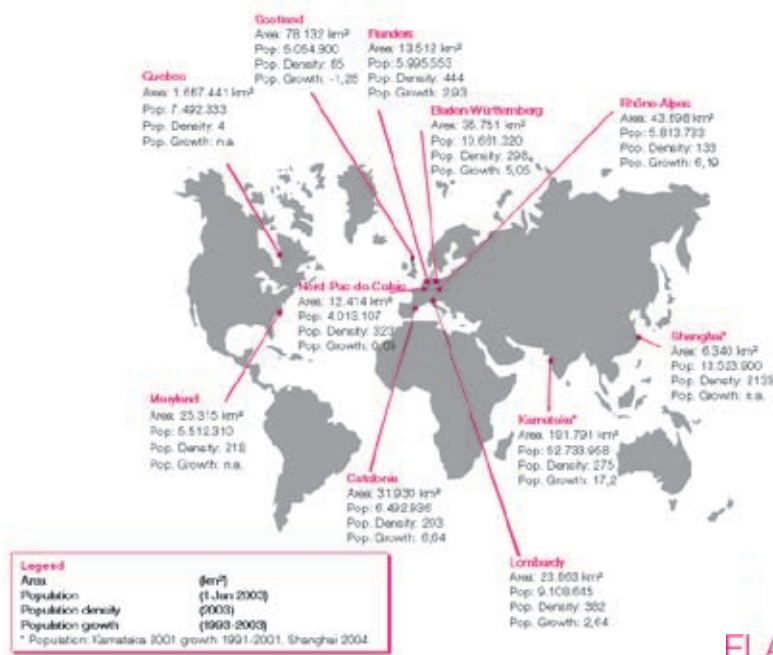 Scotland
Area: 78.132 km²
Pop: 5.054.900
Pop. Density: 65
Pop. Growth: -1,26
Flanders
Area: 13.512 km²
Pop: 5.995.553
Pop. Density: 444
Pop. Growth: 2,93
Quebec
Area: 1.667.441 km²
Pop: 7.492.333
Pop. Density: 4
Pop. Growth: n.a.
Baden-Württemberg
Area: 35.751 km²
Pop: 10.661.320
Pop. Density: 298
Pop. Growth: 5,05
Rhône-Alpes
Area: 43.698 km²
Pop: 5.813.733
Pop. Density: 133
Pop. Growth: 6,19
Nord-Pas-de-Calais
Area: 12.414 km²
Pop: 4.013.107
Pop. Density: 323
Pop. Growth:
Shanghai*
Area: 6.340 km²
Pop: 13.523.900
Pop. Density: 2133
Pop. Growth: n.a.
Maryland
Area: 25.315 km²
Pop: 5.512.310
Pop. Density: 218
Pop. Growth: n.a.
Karnataka*
Area: 191.791 km²
Pop: 52.733.958
Pop. Density: 275
Pop. Growth: 17,2
Catalonia
Area: 31.930 km²
Pop: 6.492.936
Pop. Density: 203
Pop. Growth: 6,64
Lombardy
Area: 23.863 km²
Pop: 9.108.645
Pop. Density: 382
Pop. Growth: 2,64
Legend
Area (km²)
Population (1 Jan 2003)
Population density (2003)
Population growth (1993-2003)
* Population: Karnataka 2001 growth 1991-2001, Shanghai 2004